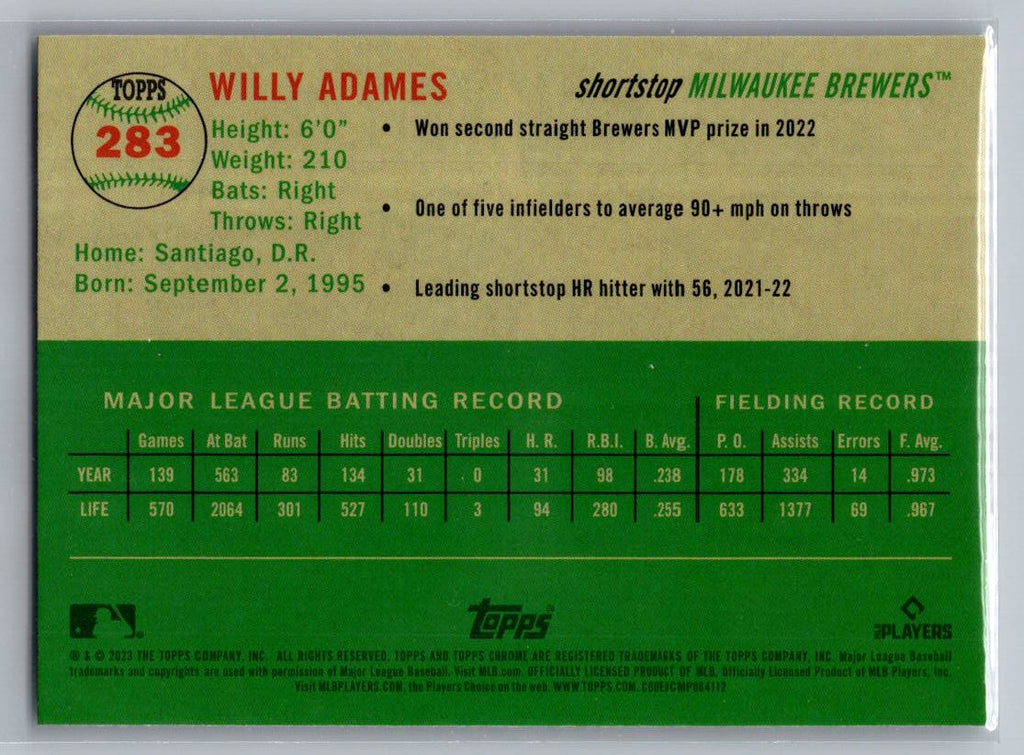 TOPPS
283
WILLY ADAMES
shortstop MILWAUKEE BREWERS™
Height: 6'0"
Weight: 210
Bats: Right
Throws: Right
Home: Santiago, D.R.
Born: September 2, 1995
• Won second straight Brewers MVP prize in 2022
• One of five infielders to average 90+ mph on throws
• Leading shortstop HR hitter with 56, 2021-22
MAJOR LEAGUE BATTING RECORD FIELDING RECORD
Games At Bat Runs Hits Doubles Triples H. R. R.B.I. B. Avg. P. O. Assists Errors F. Avg.
YEAR 139 563 83 134 31 0 31 98 .238 178 334 14 .973
LIFE 570 2064 301 527 110 3 94 280 .255 633 1377 69 .967
topps®
PLAYERS
® & © 2023 THE TOPPS COMPANY, INC. ALL RIGHTS RESERVED. TOPPS AND TOPPS CHROME ARE REGISTERED TRADEMARKS OF THE TOPPS COMPANY, INC. Major League Baseball
trademarks and copyrights are used with permission of Major League Baseball. Visit MLB.com. OFFICIALLY LICENSED PRODUCT OF MLB. Officially Licensed Product of MLB Players, Inc.
Visit MLBPLAYERS.com, the Players Choice on the web. WWW.TOPPS.COM. CODE#CMP084112